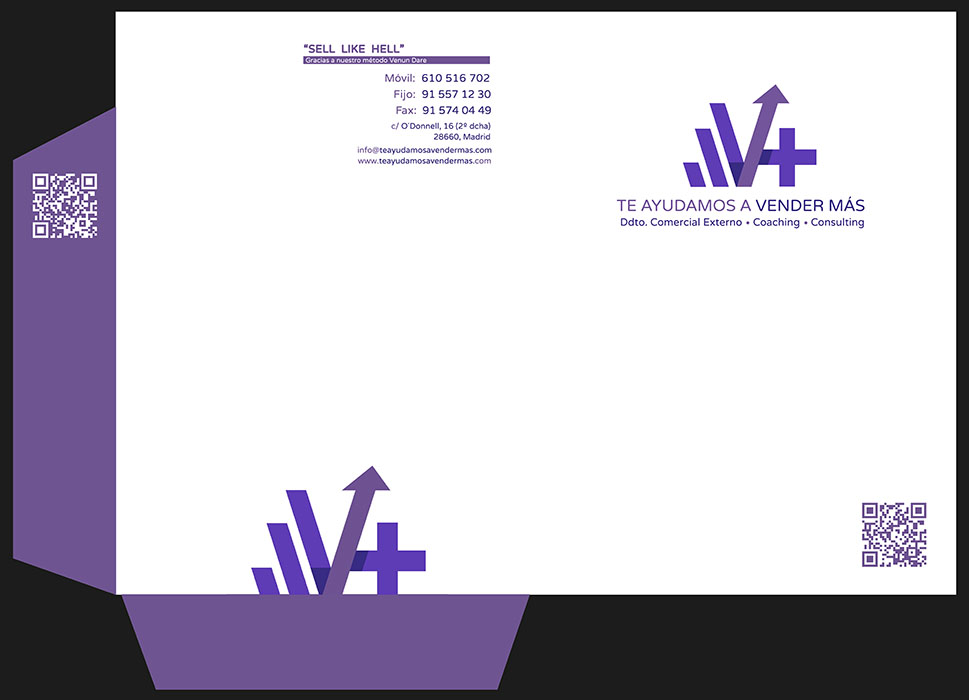 “SELL LIKE HELL”
Gracias a nuestro método Venun Dare
Móvil: 610 516 702
Fijo: 91 557 12 30
Fax: 91 574 04 49
c/ O'Donnell, 16 (2º dcha)
28660, Madrid
info@teayudamosavendermas.com
www.teayudamosavendermas.com
TE AYUDAMOS A VENDER MÁS
Ddto. Comercial Externo • Coaching • Consulting